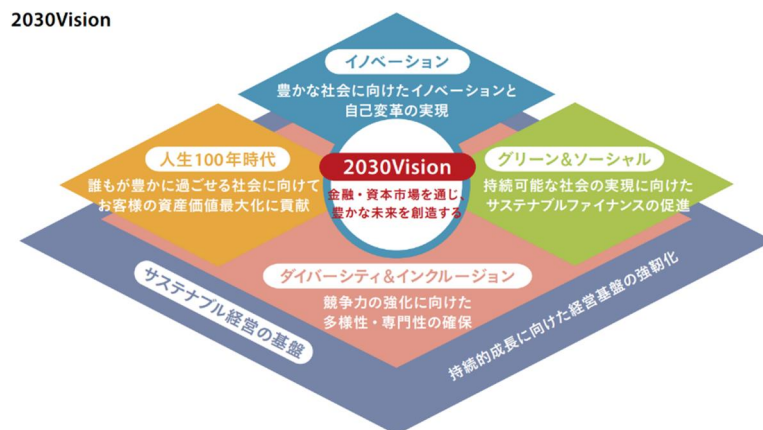 2030Vision
イノベーション
豊かな社会に向けたイノベーションと
自己変革の実現
人生100年時代
誰もが豊かに過ごせる社会に向けて
お客様の資産価値最大化に貢献
2030Vision
金融・資本市場を通じ、
豊かな未来を創造する
グリーン&ソーシャル
持続可能な社会の実現に向けた
サステナブルファイナンスの促進
ダイバーシティ&インクルージョン
競争力の強化に向けた
多様性・専門性の確保
サステナブル経営の基盤
持続的成長に向けた経営基盤の強靭化